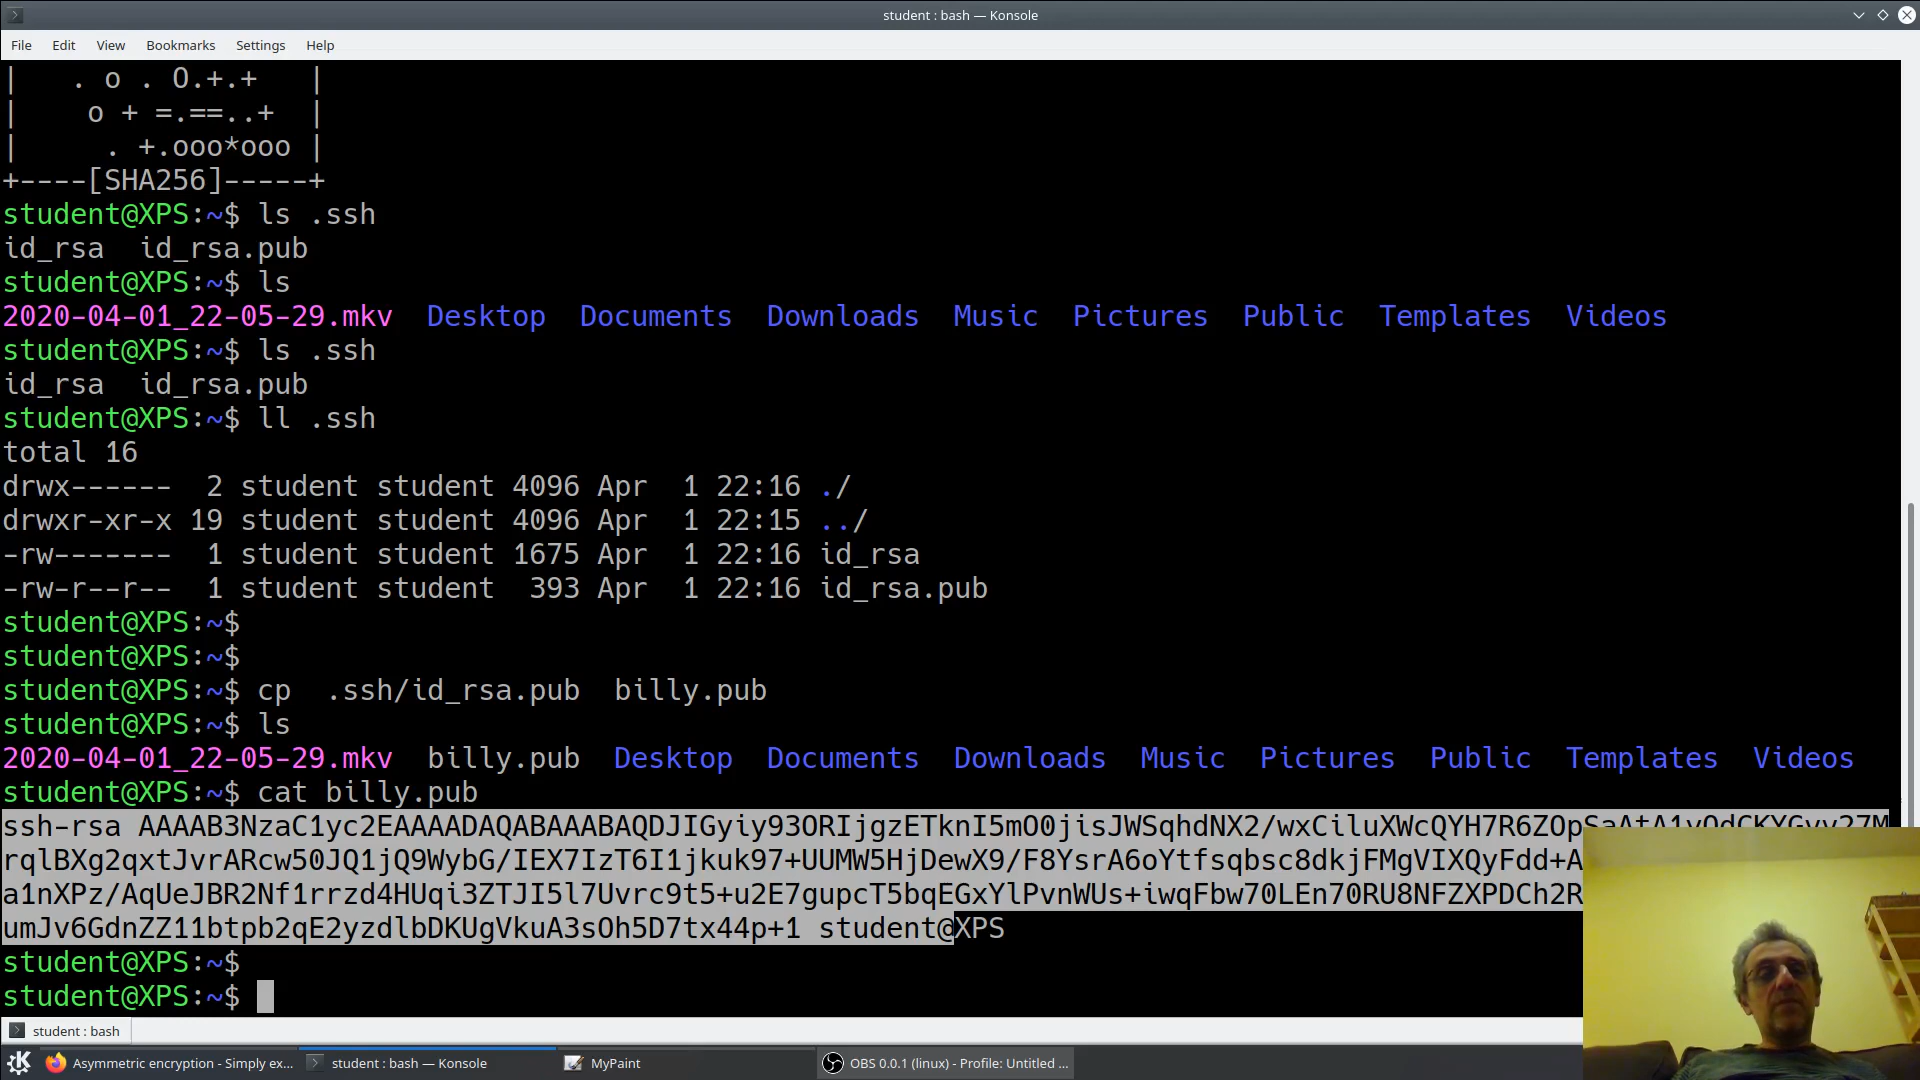 student : bash — Konsole
File Edit View Bookmarks Settings Help
|   . o . O.+.+   |
|    o + =.==..+  |
|     . +.ooo*ooo |
+----[SHA256]-----+
student@XPS:~$ ls .ssh
id_rsa  id_rsa.pub
student@XPS:~$ ls
2020-04-01_22-05-29.mkv  Desktop  Documents  Downloads  Music  Pictures  Public  Templates  Videos
student@XPS:~$ ls .ssh
id_rsa  id_rsa.pub
student@XPS:~$ ll .ssh
total 16
drwx------  2 student student 4096 Apr  1 22:16 ./
drwxr-xr-x 19 student student 4096 Apr  1 22:15 ../
-rw-------  1 student student 1675 Apr  1 22:16 id_rsa
-rw-r--r--  1 student student  393 Apr  1 22:16 id_rsa.pub
student@XPS:~$
student@XPS:~$
student@XPS:~$ cp  .ssh/id_rsa.pub  billy.pub
student@XPS:~$ ls
2020-04-01_22-05-29.mkv  billy.pub  Desktop  Documents  Downloads  Music  Pictures  Public  Templates  Videos
student@XPS:~$ cat billy.pub
ssh-rsa
rqlBXg2qxtJvrARcw50JQ1jQ9WybG/IEX7IzT6I1jkuk97+UUMW5HjDewX9/F8YsrA6oYtfsqbsc8dkjFMgVIXQyFdd+A
a1nXPz/AqUeJBR2Nf1rrzd4HUqi3ZTJI5l7Uvrc9t5+u2E7gupcT5bqEGxYlPvnWUs+iwqFbw70LEn70RU8NFZXPDCh2R
umJv6GdnZZ11btpb2qE2yzdlbDKUgVkuA3sOh5D7tx44p+1 student@XPS
student@XPS:~$
student@XPS:~$
student : bash
Asymmetric encryption - Simply ex...
student : bash — Konsole
MyPaint
OBS 0.0.1 (linux) - Profile: Untitled ...